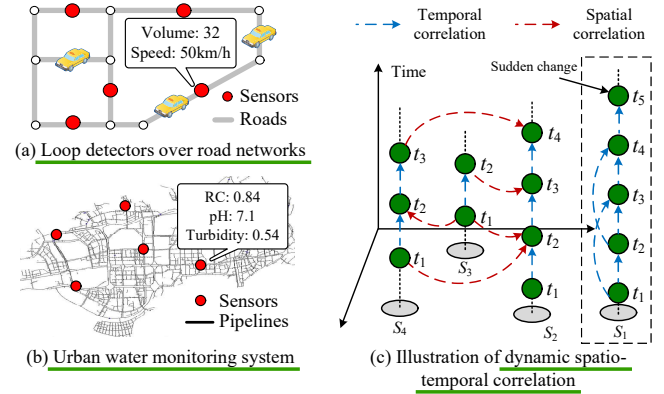 Volume: 32
Speed: 50km/h
Sensors
Roads
(a) Loop detectors over road networks
RC: 0.84
pH: 7.1
Turbidity: 0.54
Sensors
Pipelines
(b) Urban water monitoring system
Temporal correlation
Spatial correlation
Time
Sudden change
t5
t4
t3
t2
t1
S1
t4
t3
t2
t1
S2
t2
t1
S3
t3
t2
t1
S4
(c) Illustration of dynamic spatio-
temporal correlation